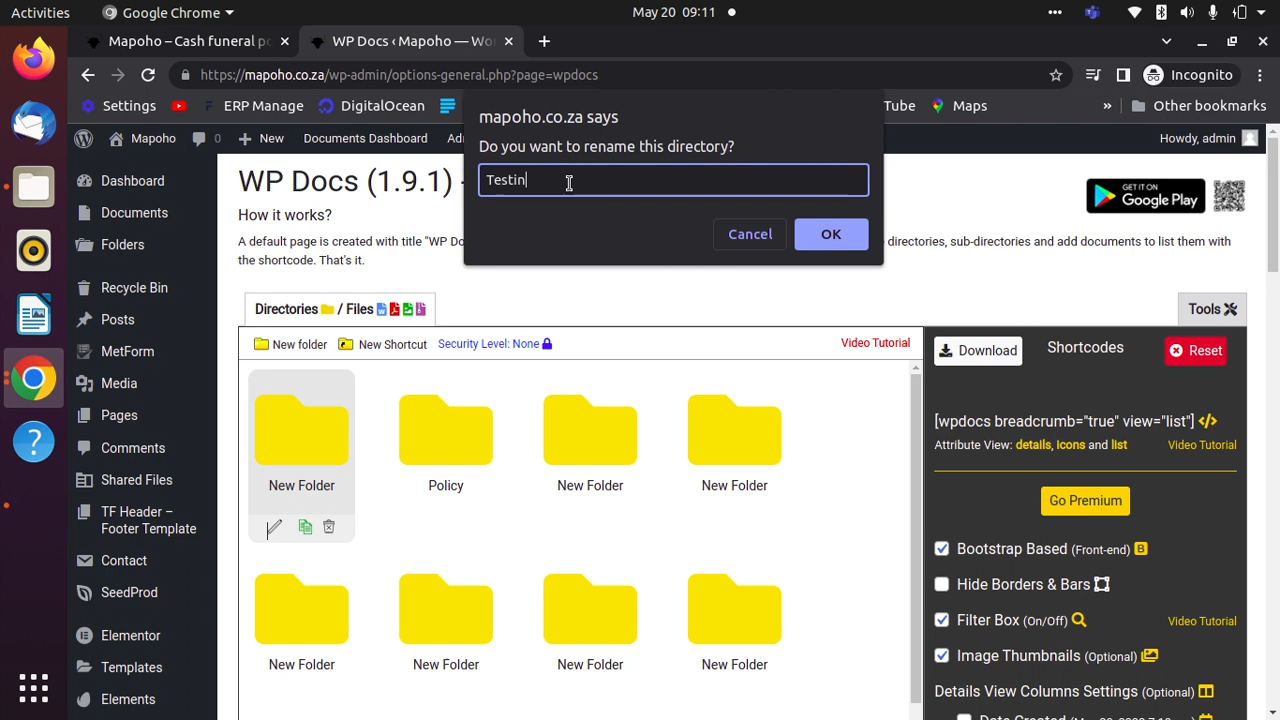 Activities
Google Chrome
May 20 09:11
Mapoho – Cash funeral po
WP Docs ‹ Mapoho — Wo
https://mapoho.co.za/wp-admin/options-general.php?page=wpdocs
Incognito
Settings
ERP Manage
DigitalOcean
Tube
Maps
»
Other bookmarks
Mapoho
0
+ New
Documents Dashboard
Howdy, admin
mapoho.co.za says
Do you want to rename this directory?
Testin
Cancel
OK
Dashboard
Documents
Folders
Recycle Bin
Posts
MetForm
Media
Pages
Comments
Shared Files
TF Header –
Footer Template
Contact
SeedProd
Elementor
Templates
Elements
WP Docs (1.9.1) -
GET IT ON
Google Play
How it works?
A default page is created with title "WP Do
directories, sub-directories and add documents to list them with
the shortcode. That's it.
Directories / Files
Tools
New folder
New Shortcut
Security Level: None
Video Tutorial
New Folder
Policy
New Folder
New Folder
New Folder
New Folder
New Folder
New Folder
Download
Shortcodes
Reset
[wpdocs breadcrumb="true" view="list"] </>
Attribute View: details, icons and list
Video Tutorial
Go Premium
Bootstrap Based (Front-end) B
Hide Borders & Bars
Filter Box (On/Off)
Video Tutorial
Image Thumbnails (Optional)
Details View Columns Settings (Optional)